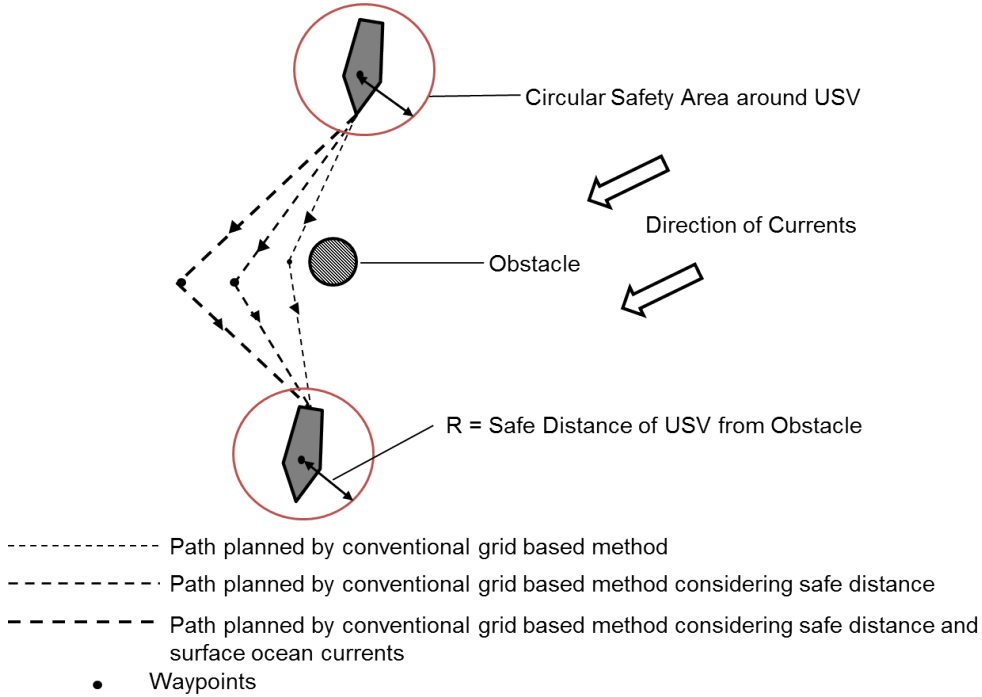 Circular Safety Area around USV
Direction of Currents
Obstacle
R = Safe Distance of USV from Obstacle
Path planned by conventional grid based method
Path planned by conventional grid based method considering safe distance
Path planned by conventional grid based method considering safe distance and
surface ocean currents
Waypoints